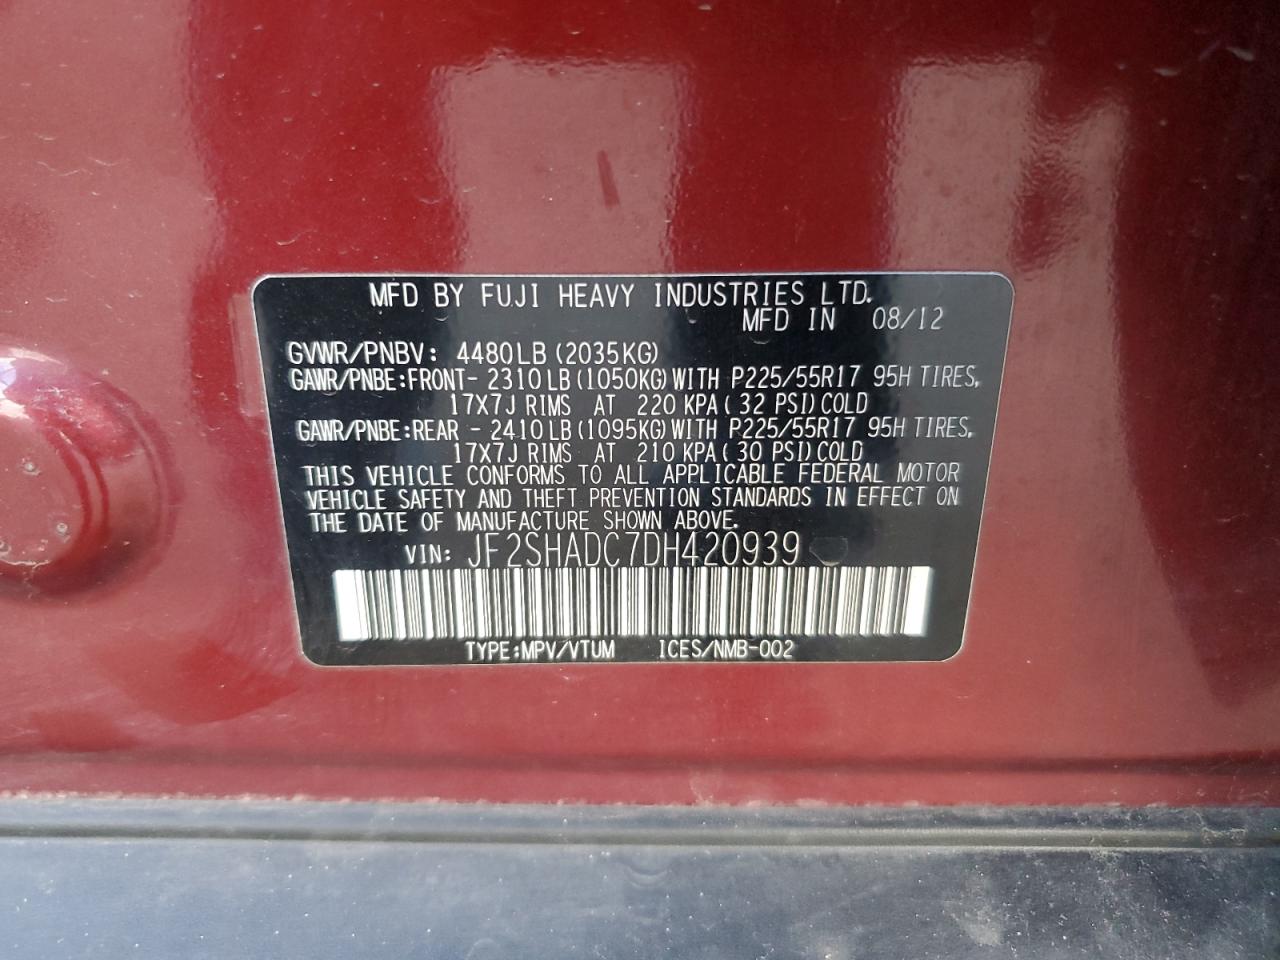 MFD BY FUJI HEAVY INDUSTRIES LTD.
MFD IN 08/12
GVWR/PNBV: 4480LB (2035KG)
GAWR/PNBE:FRONT- 2310LB (1050KG) WITH P225/55R17 95H TIRES,
17X7J RIMS AT 220 KPA ( 32 PSI) COLD
GAWR/PNBE:REAR - 2410LB (1095KG) WITH P225/55R17 95H TIRES,
17X7J RIMS AT 210 KPA ( 30 PSI) COLD
THIS VEHICLE CONFORMS TO ALL APPLICABLE FEDERAL MOTOR
VEHICLE SAFETY AND THEFT PREVENTION STANDARDS IN EFFECT ON
THE DATE OF MANUFACTURE SHOWN ABOVE.
VIN: JF2SHADC7DH420939
TYPE:MPV/VTUM ICES/NMB-002